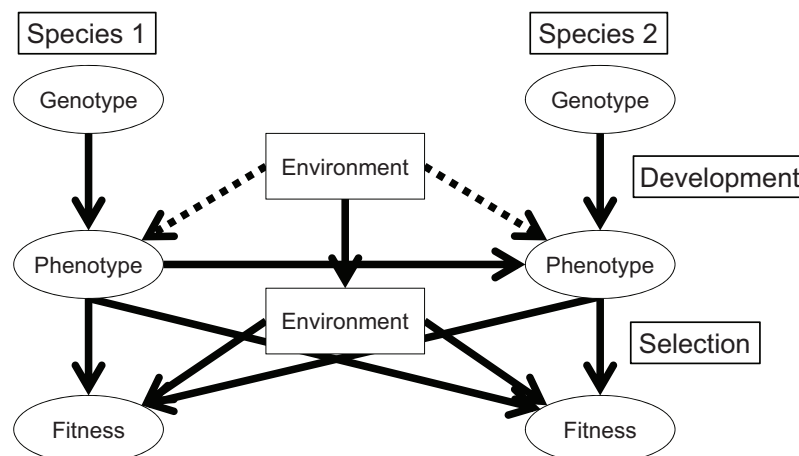 Species 1
Species 2
Genotype
Genotype
Environment
Development
Phenotype
Phenotype
Environment
Selection
Fitness
Fitness